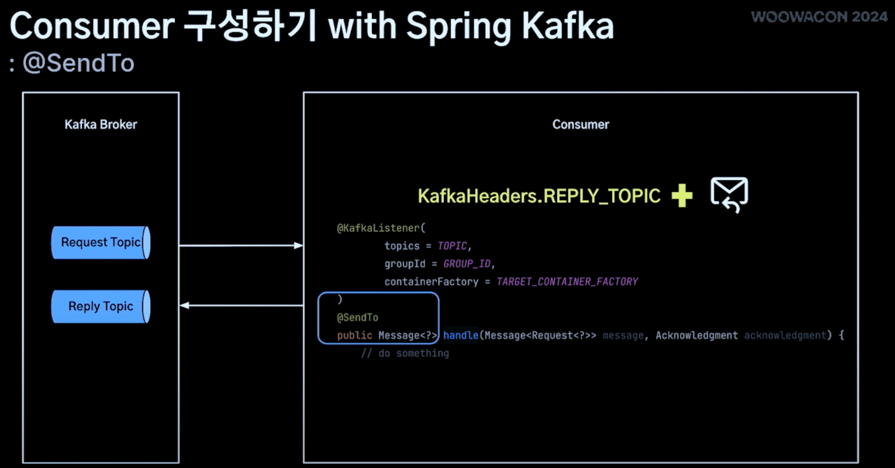 Consumer 구성하기 with Spring Kafka
WOOWACON 2024
: @SendTo
Kafka Broker
Consumer
KafkaHeaders.REPLY_TOPIC
Request Topic
Reply Topic
@KafkaListener(
topics = TOPIC,
groupId = GROUP_ID,
containerFactory = TARGET_CONTAINER_FACTORY
)
@SendTo
public Message<?> handle(Message<Request<?>> message, Acknowledgment acknowledgment) {
// do something